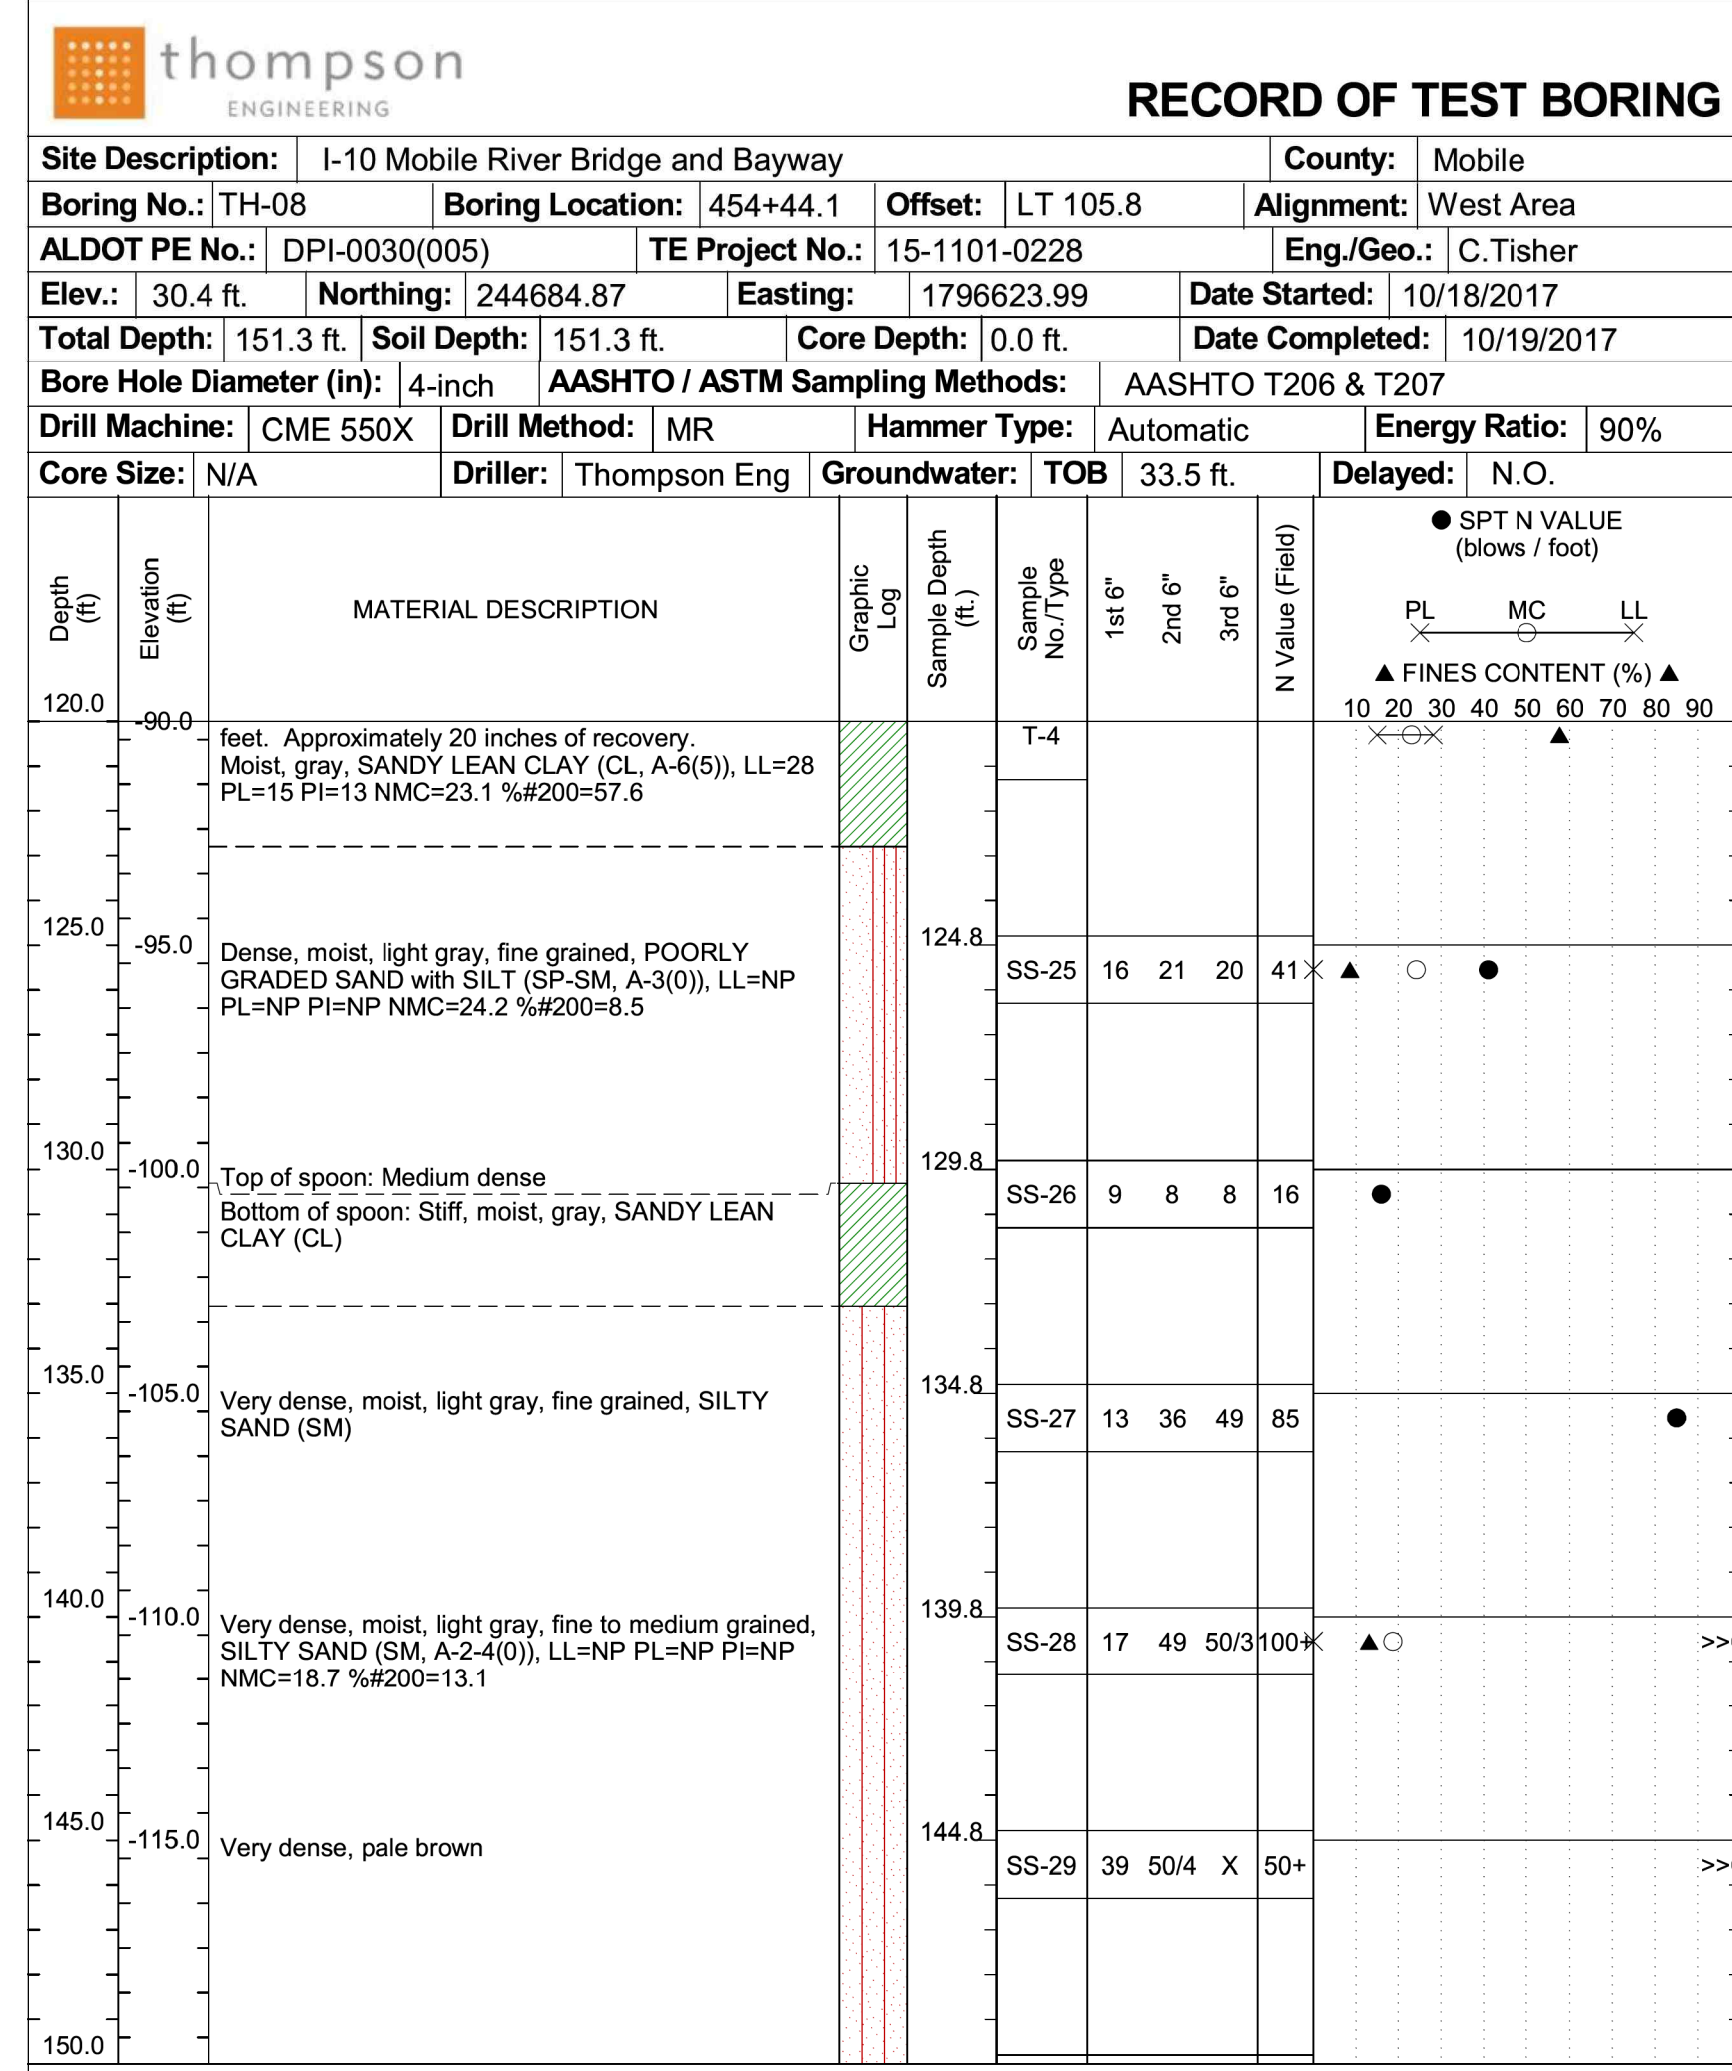 thompson
ENGINEERING
RECORD OF TEST BORING
Site Description: I-10 Mobile River Bridge and Bayway County: Mobile
Boring No.: TH-08 Boring Location: 454+44.1 Offset: LT 105.8 Alignment: West Area
ALDOT PE No.: DPI-0030(005) TE Project No.: 15-1101-0228 Eng./Geo.: C.Tisher
Elev.: 30.4 ft. Northing: 244684.87 Easting: 1796623.99 Date Started: 10/18/2017
Total Depth: 151.3 ft. Soil Depth: 151.3 ft. Core Depth: 0.0 ft. Date Completed: 10/19/2017
Bore Hole Diameter (in): 4-inch AASHTO / ASTM Sampling Methods: AASHTO T206 & T207
Drill Machine: CME 550X Drill Method: MR Hammer Type: Automatic Energy Ratio: 90%
Core Size: N/A Driller: Thompson Eng Groundwater: TOB 33.5 ft. Delayed: N.O.
Depth (ft) Elevation (ft) MATERIAL DESCRIPTION Graphic Log Sample Depth (ft.) Sample No./Type 1st 6" 2nd 6" 3rd 6" N Value (Field)
● SPT N VALUE
(blows / foot)
PL MC LL
▲ FINES CONTENT (%) ▲
10 20 30 40 50 60 70 80 90
120.0
-90.0
feet. Approximately 20 inches of recovery. T-4
Moist, gray, SANDY LEAN CLAY (CL, A-6(5)), LL=28
PL=15 PI=13 NMC=23.1 %#200=57.6
125.0 -95.0 124.8
Dense, moist, light gray, fine grained, POORLY
GRADED SAND with SILT (SP-SM, A-3(0)), LL=NP SS-25 16 21 20 41
PL=NP PI=NP NMC=24.2 %#200=8.5
130.0 -100.0 129.8
Top of spoon: Medium dense
SS-26 9 8 8 16
Bottom of spoon: Stiff, moist, gray, SANDY LEAN
CLAY (CL)
135.0 -105.0 134.8
Very dense, moist, light gray, fine grained, SILTY
SAND (SM) SS-27 13 36 49 85
140.0 -110.0 139.8
Very dense, moist, light gray, fine to medium grained,
SILTY SAND (SM, A-2-4(0)), LL=NP PL=NP PI=NP SS-28 17 49 50/3 100+ >>
NMC=18.7 %#200=13.1
145.0 -115.0 144.8
Very dense, pale brown
SS-29 39 50/4 X 50+ >>
150.0